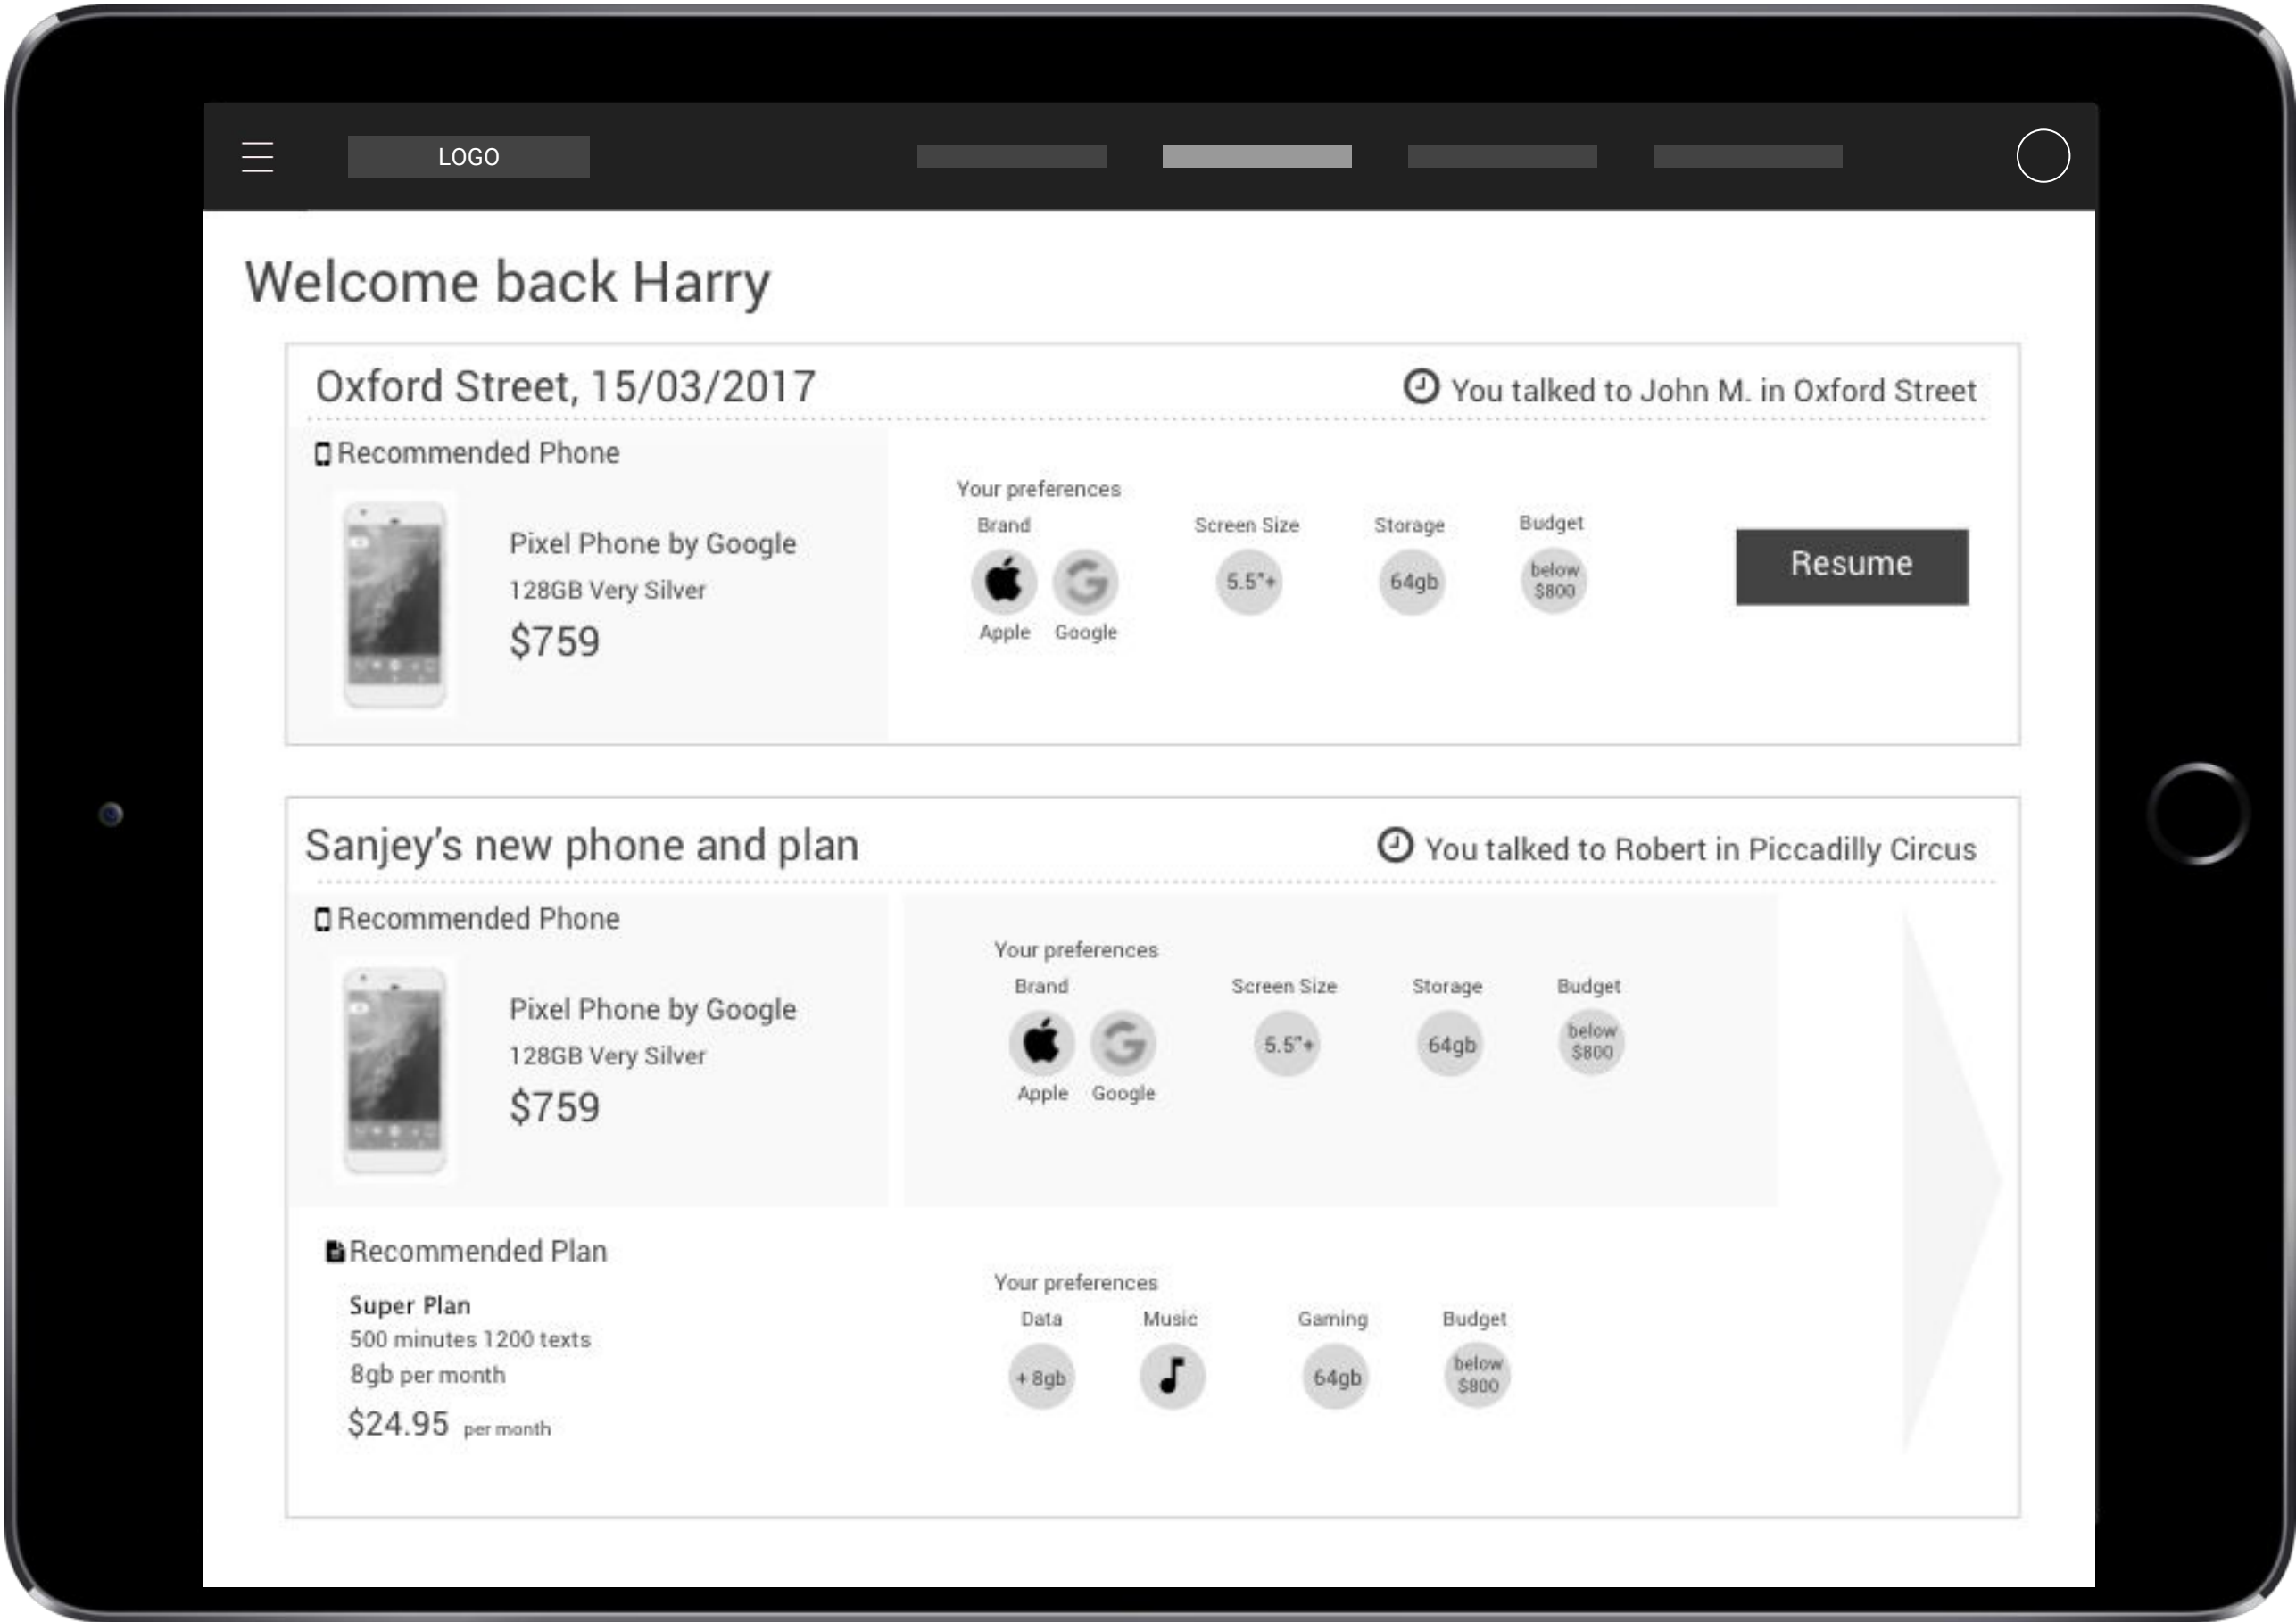 LOGO
Welcome back Harry
Oxford Street, 15/03/2017
You talked to John M. in Oxford Street
Recommended Phone
Pixel Phone by Google
128GB Very Silver
$759
Your preferences
Brand
Screen Size
Storage
Budget
5.5"+
64gb
below
$800
Apple
Google
Resume
Sanjey's new phone and plan
You talked to Robert in Piccadilly Circus
Recommended Phone
Pixel Phone by Google
128GB Very Silver
$759
Your preferences
Brand
Screen Size
Storage
Budget
5.5"+
64gb
below
$800
Apple
Google
Recommended Plan
Super Plan
500 minutes 1200 texts
8gb per month
$24.95 per month
Your preferences
Data
Music
Gaming
Budget
+ 8gb
64gb
below
$800